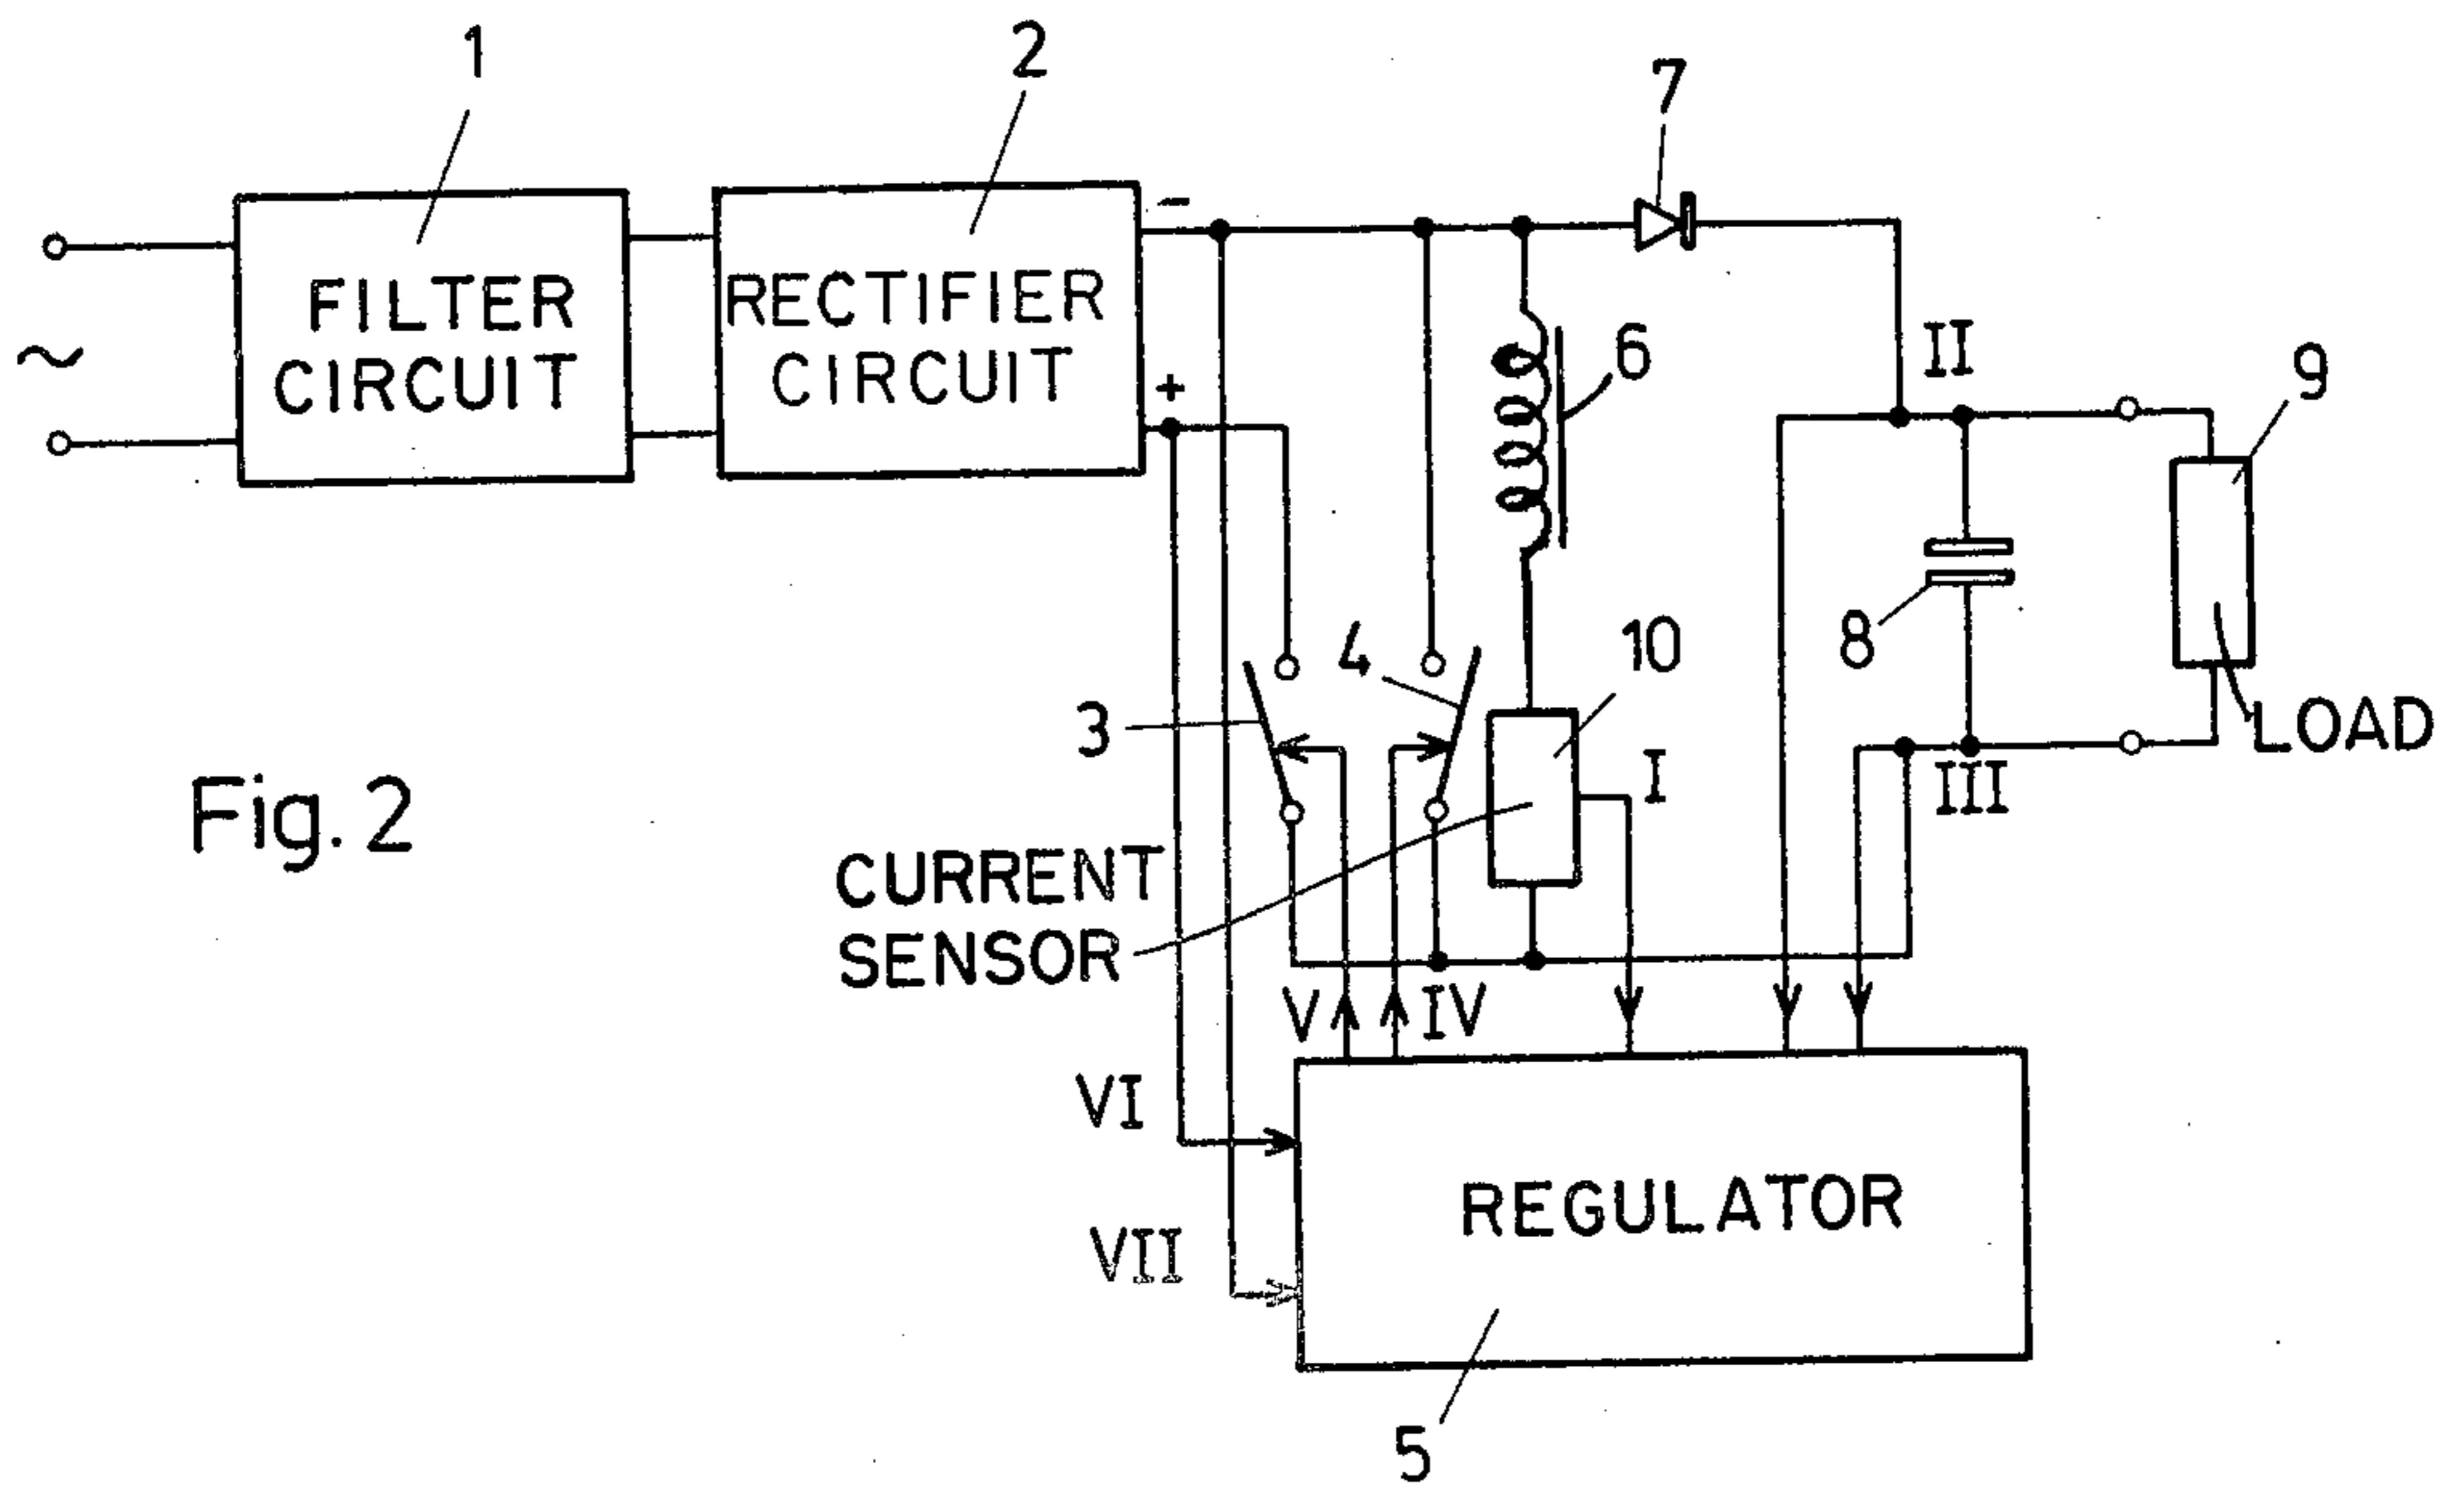 1
2
7
FILTER
CIRCUIT
RECTIFIER
CIRCUIT
-
+
~
6
II
9
8
10
4
3
I
LOAD
III
Fig. 2
CURRENT
SENSOR
V
IV
VI
VII
REGULATOR
5